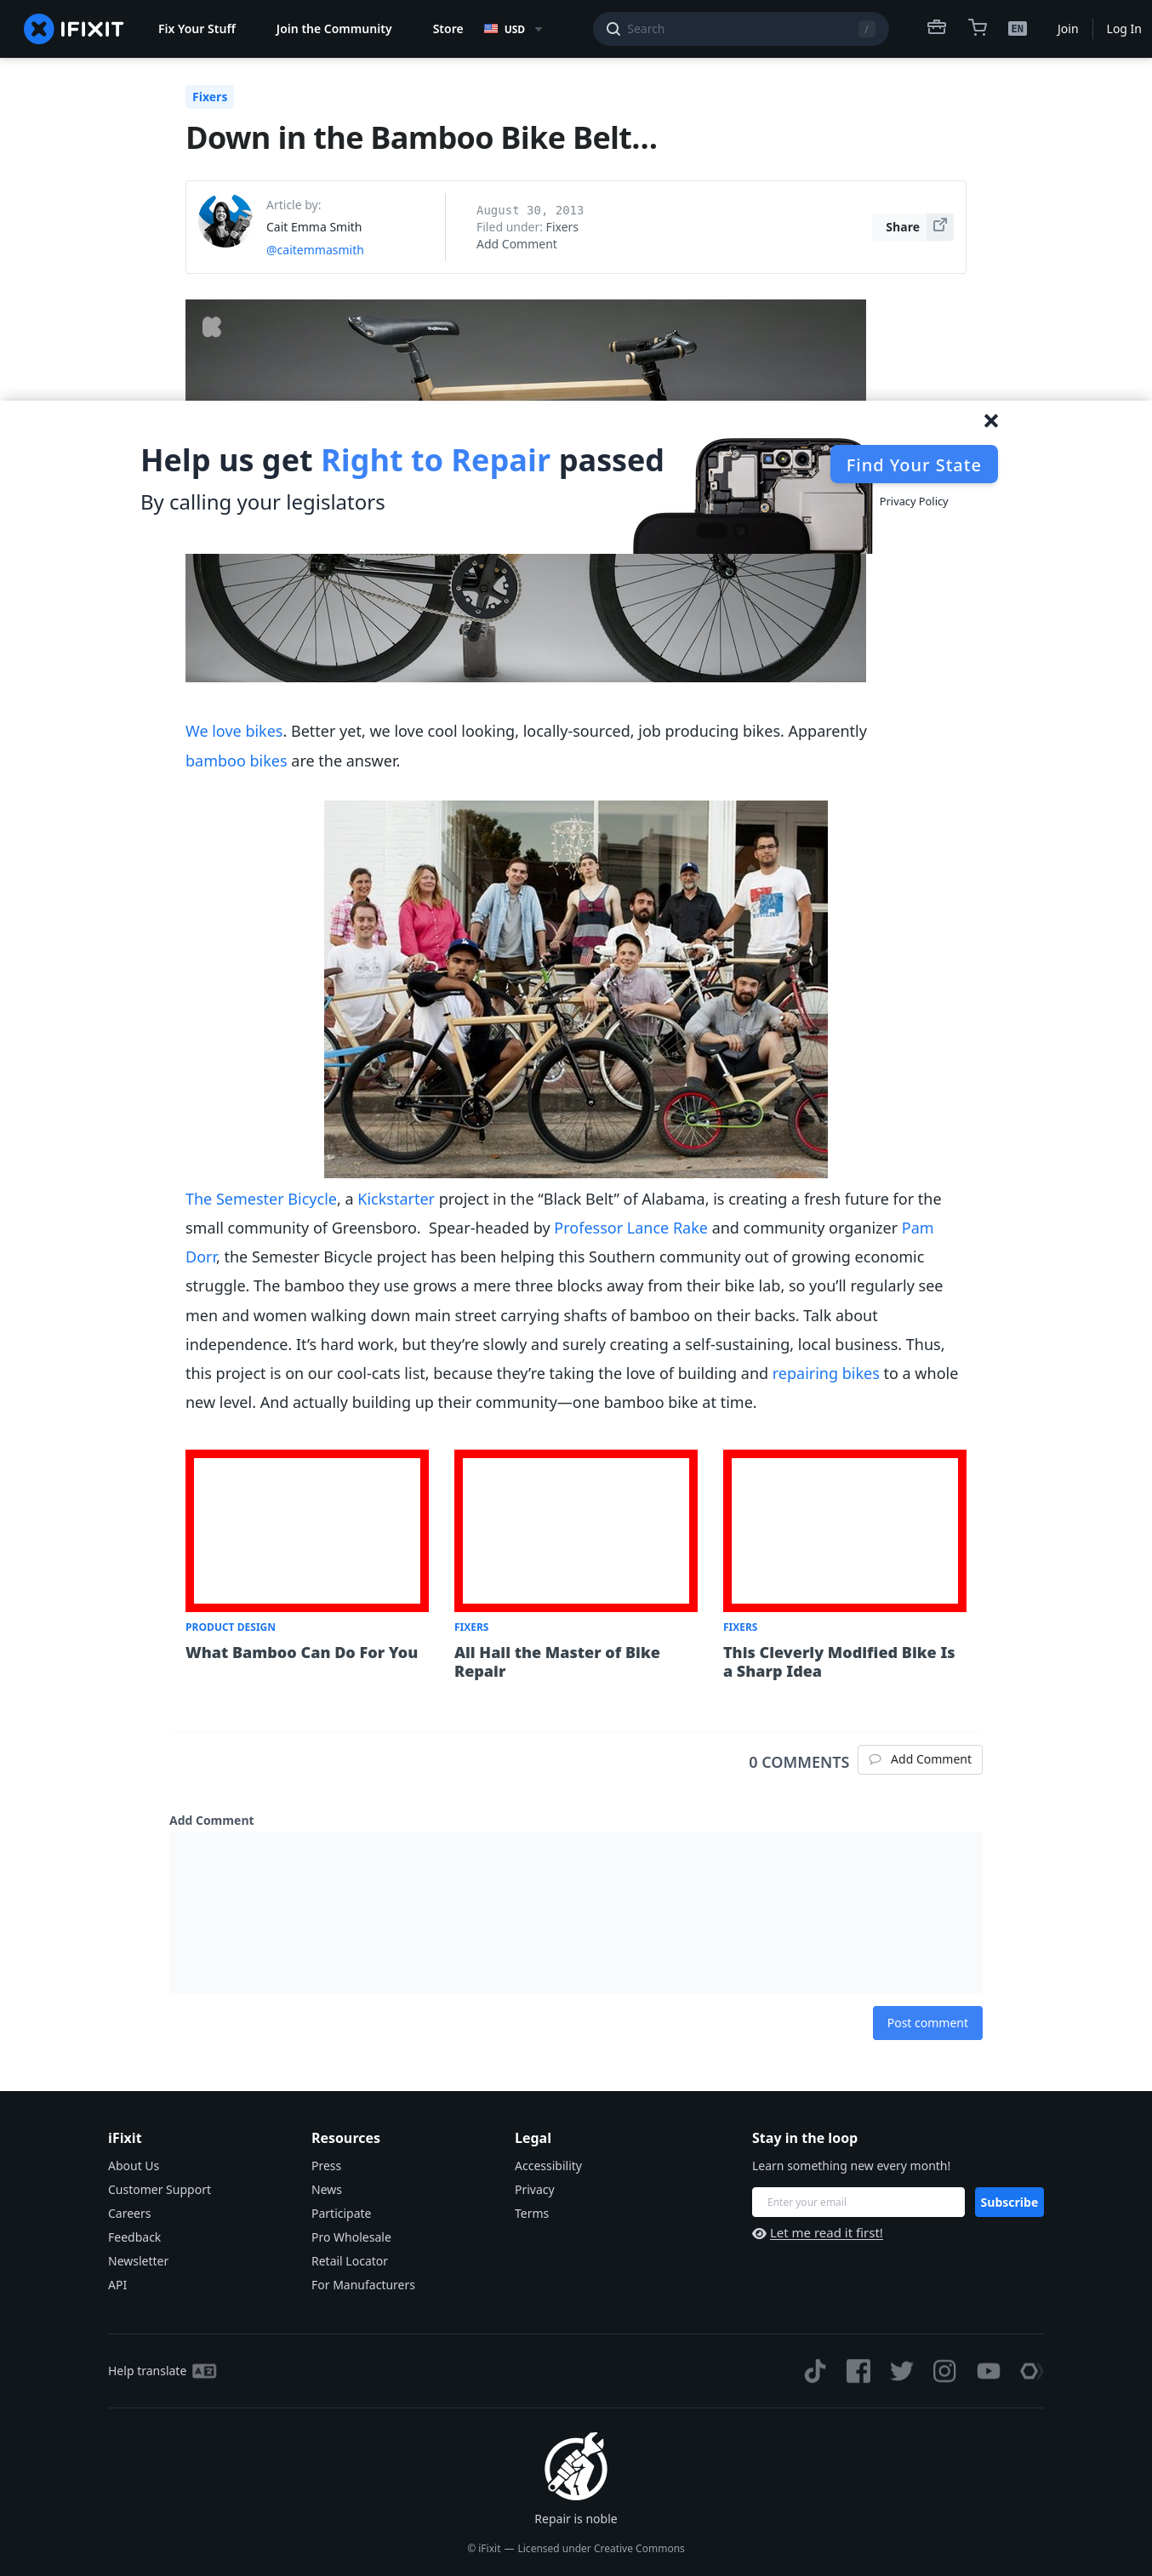 IFIXIT
Fix Your Stuff
Join the Community
Store
USD
Search
/
EN
Join
Log In
Fixers
Down in the Bamboo Bike Belt…
Article by:
Cait Emma Smith
@caitemmasmith
August 30, 2013
Filed under: Fixers
Add Comment
Share
Help us get Right to Repair passed
By calling your legislators
Find Your State
Privacy Policy
We love bikes. Better yet, we love cool looking, locally-sourced, job producing bikes. Apparently
bamboo bikes are the answer.
The Semester Bicycle, a Kickstarter project in the “Black Belt” of Alabama, is creating a fresh future for the
small community of Greensboro.  Spear-headed by Professor Lance Rake and community organizer Pam
Dorr, the Semester Bicycle project has been helping this Southern community out of growing economic
struggle. The bamboo they use grows a mere three blocks away from their bike lab, so you’ll regularly see
men and women walking down main street carrying shafts of bamboo on their backs. Talk about
independence. It’s hard work, but they’re slowly and surely creating a self-sustaining, local business. Thus,
this project is on our cool-cats list, because they’re taking the love of building and repairing bikes to a whole
new level. And actually building up their community—one bamboo bike at time.
PRODUCT DESIGN
What Bamboo Can Do For You
FIXERS
All Hail the Master of Bike
Repair
FIXERS
This Cleverly Modified Bike Is
a Sharp Idea
0 COMMENTS
Add Comment
Add Comment
Post comment
iFixit
About Us
Customer Support
Careers
Feedback
Newsletter
API
Resources
Press
News
Participate
Pro Wholesale
Retail Locator
For Manufacturers
Legal
Accessibility
Privacy
Terms
Stay in the loop
Learn something new every month!
Enter your email
Subscribe
Let me read it first!
Help translate
Repair is noble
© iFixit — Licensed under Creative Commons